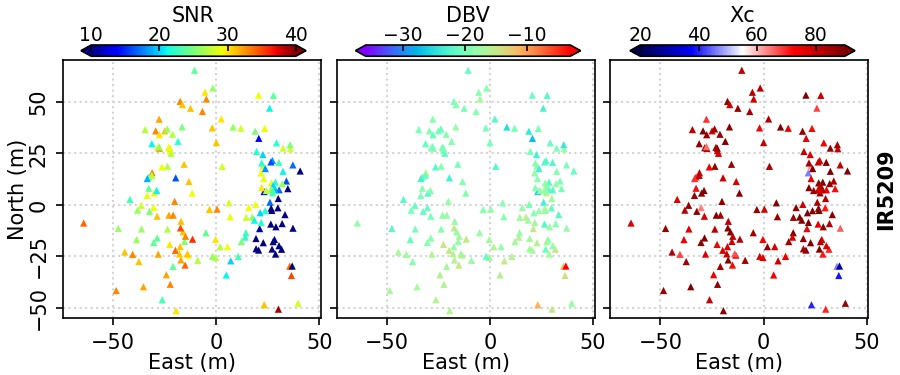 SNR DBV Xc
10 20 30 40 −30 −20 −10 20 40 60 80
50
25
0
−25
−50
North (m)
−50 0 50 −50 0 50 −50 0 50
East (m) East (m) East (m)
IR5209